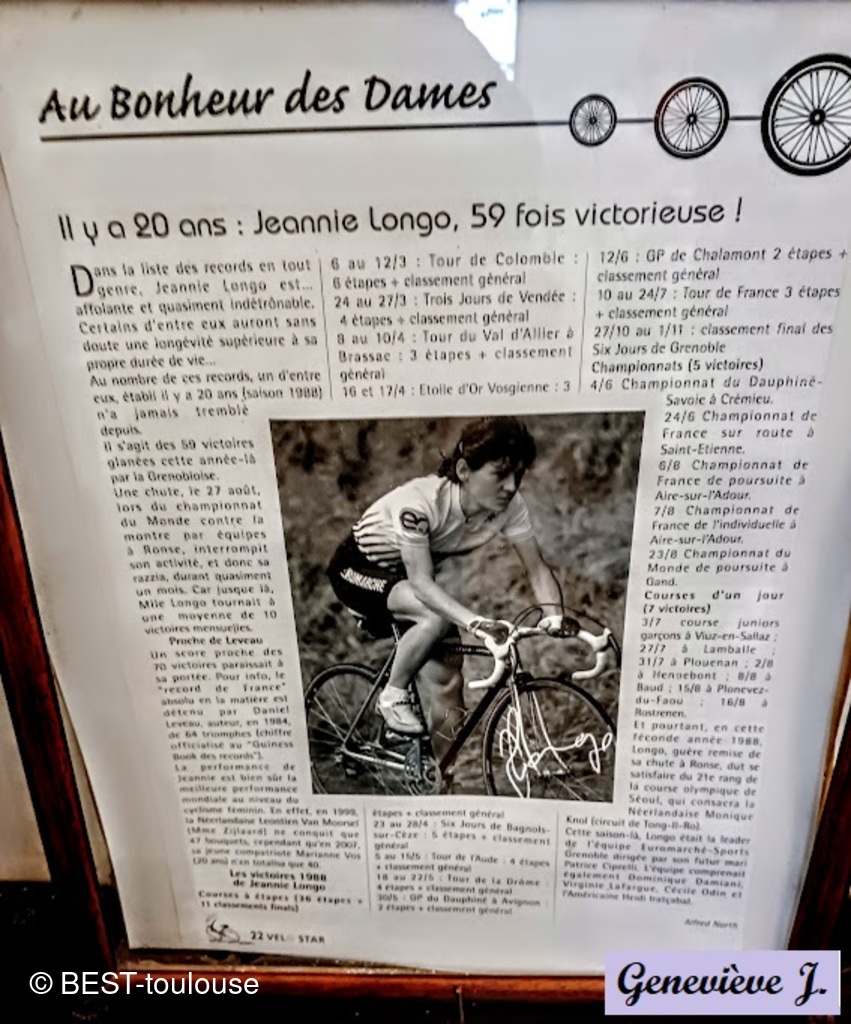 Au Bonheur des Dames
Il y a 20 ans : Jeannie Longo, 59 fois victorieuse !
Dans la liste des records en tout
genre, Jeannie Longo est...
affolante et quasiment indétrônable.
Certains d'entre eux auront sans
doute une longévité supérieure à sa
propre durée de vie...
Au nombre de ces records, un d'entre
eux, établi il y a 20 ans (saison 1988)
n'a jamais tremblé
depuis.
Il s'agit des 59 victoires
glanées cette année-là
par la Grenobloise.
Une chute, le 27 août,
lors du championnat
du Monde contre la
montre par équipes
à Ronse, interrompit
son activité, et donc sa
razzia, durant quasiment
un mois. Car jusque là,
Mlle Longo tournait à
une moyenne de 10
victoires mensuelles.
Proche de Leveau
Un score proche des
70 victoires paraissait à
sa portée. Pour info, le
"record de France"
absolu en la matière est
détenu par Daniel
Leveau, auteur, en 1984,
de 64 triomphes (chiffre
officialisé au "Guiness
Book des records").
La performance de
Jeannie est bien sûr la
meilleure performance
mondiale au niveau du
cyclisme féminin. En effet, en 1999,
la Néerlandaise Leontien Van Moorsel
(Mme Zijlaard) ne conquit que
47 bouquets, cependant qu'en 2007,
sa jeune compatriote Marianne Vos
(20 ans) n'en totalisa que 40.
Les victoires 1988
de Jeannie Longo
Courses à étapes (36 étapes +
11 classements finals)
6 au 12/3 : Tour de Colombie :
6 étapes + classement général
24 au 27/3 : Trois Jours de Vendée :
4 étapes + classement général
8 au 10/4 : Tour du Val d'Allier à
Brassac : 3 étapes + classement
général
16 et 17/4 : Etoile d'Or Vosgienne : 3
étapes + classement général
23 au 28/4 : Six Jours de Bagnols-
sur-Cèze : 5 étapes + classement
général
5 au 15/5 : Tour de l'Aude : 4 étapes
+ classement général
18 au 22/5 : Tour de la Drôme :
4 étapes + classement général
30/5 : GP du Dauphiné à Avignon :
2 étapes + classement général
12/6 : GP de Chalamont 2 étapes +
classement général
10 au 24/7 : Tour de France 3 étapes
+ classement général
27/10 au 1/11 : classement final des
Six Jours de Grenoble
Championnats (5 victoires)
4/6 Championnat du Dauphiné-
Savoie à Crémieu.
24/6 Championnat de
France sur route à
Saint-Etienne.
6/8 Championnat de
France de poursuite à
Aire-sur-l'Adour.
7/8 Championnat de
France de l'individuelle à
Aire-sur-l'Adour.
23/8 Championnat du
Monde de poursuite à
Gand.
Courses d'un jour
(7 victoires)
3/7 course juniors
garçons à Viuz-en-Sallaz ;
27/7 à Lamballe ;
31/7 à Plouenan ; 2/8
à Hennebont ; 8/8 à
Baud ; 15/8 à Plonevez-
du-Faou ; 16/8 à
Rostrenen.
Et pourtant, en cette
féconde année 1988,
Longo, guère remise de
sa chute à Ronse, dut se
satisfaire du 21e rang de
la course olympique de
Séoul, qui consacra la
Néerlandaise Monique
Knol (circuit de Tong-Il-Ro).
Cette saison-là, Longo était la leader
de l'équipe Euromarché-Sports
Grenoble dirigée par son futur mari
Patrice Ciprelli. L'équipe comprenait
également Dominique Damiani,
Virginie Lafargue, Cécile Odin et
l'Américaine Heidi
Alfred North
ROMARCHE
Longo
22 VELO STAR
© BEST-toulouse
Geneviève J.